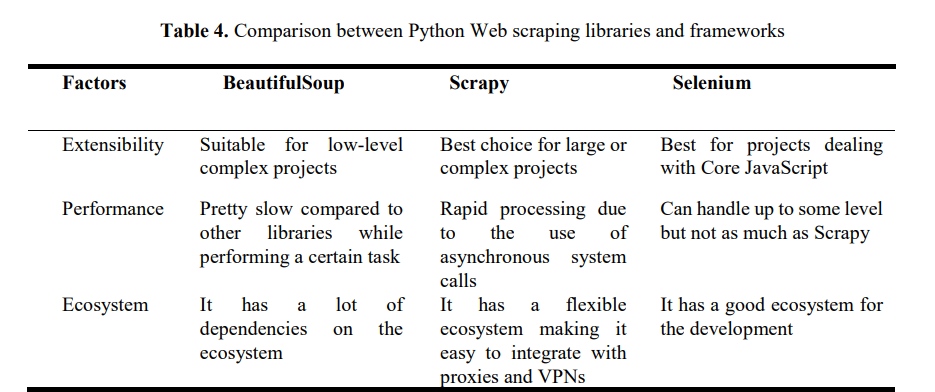 Table 4. Comparison between Python Web scraping libraries and frameworks
Factors BeautifulSoup Scrapy Selenium
Extensibility Suitable for low-level Best choice for large or Best for projects dealing
complex projects complex projects with Core JavaScript
Performance Pretty slow compared to Rapid processing due Can handle up to some level
other libraries while to the use of but not as much as Scrapy
performing a certain task asynchronous system
calls
Ecosystem It has a lot of It has a flexible It has a good ecosystem for
dependencies on the ecosystem making it the development
ecosystem easy to integrate with
proxies and VPNs